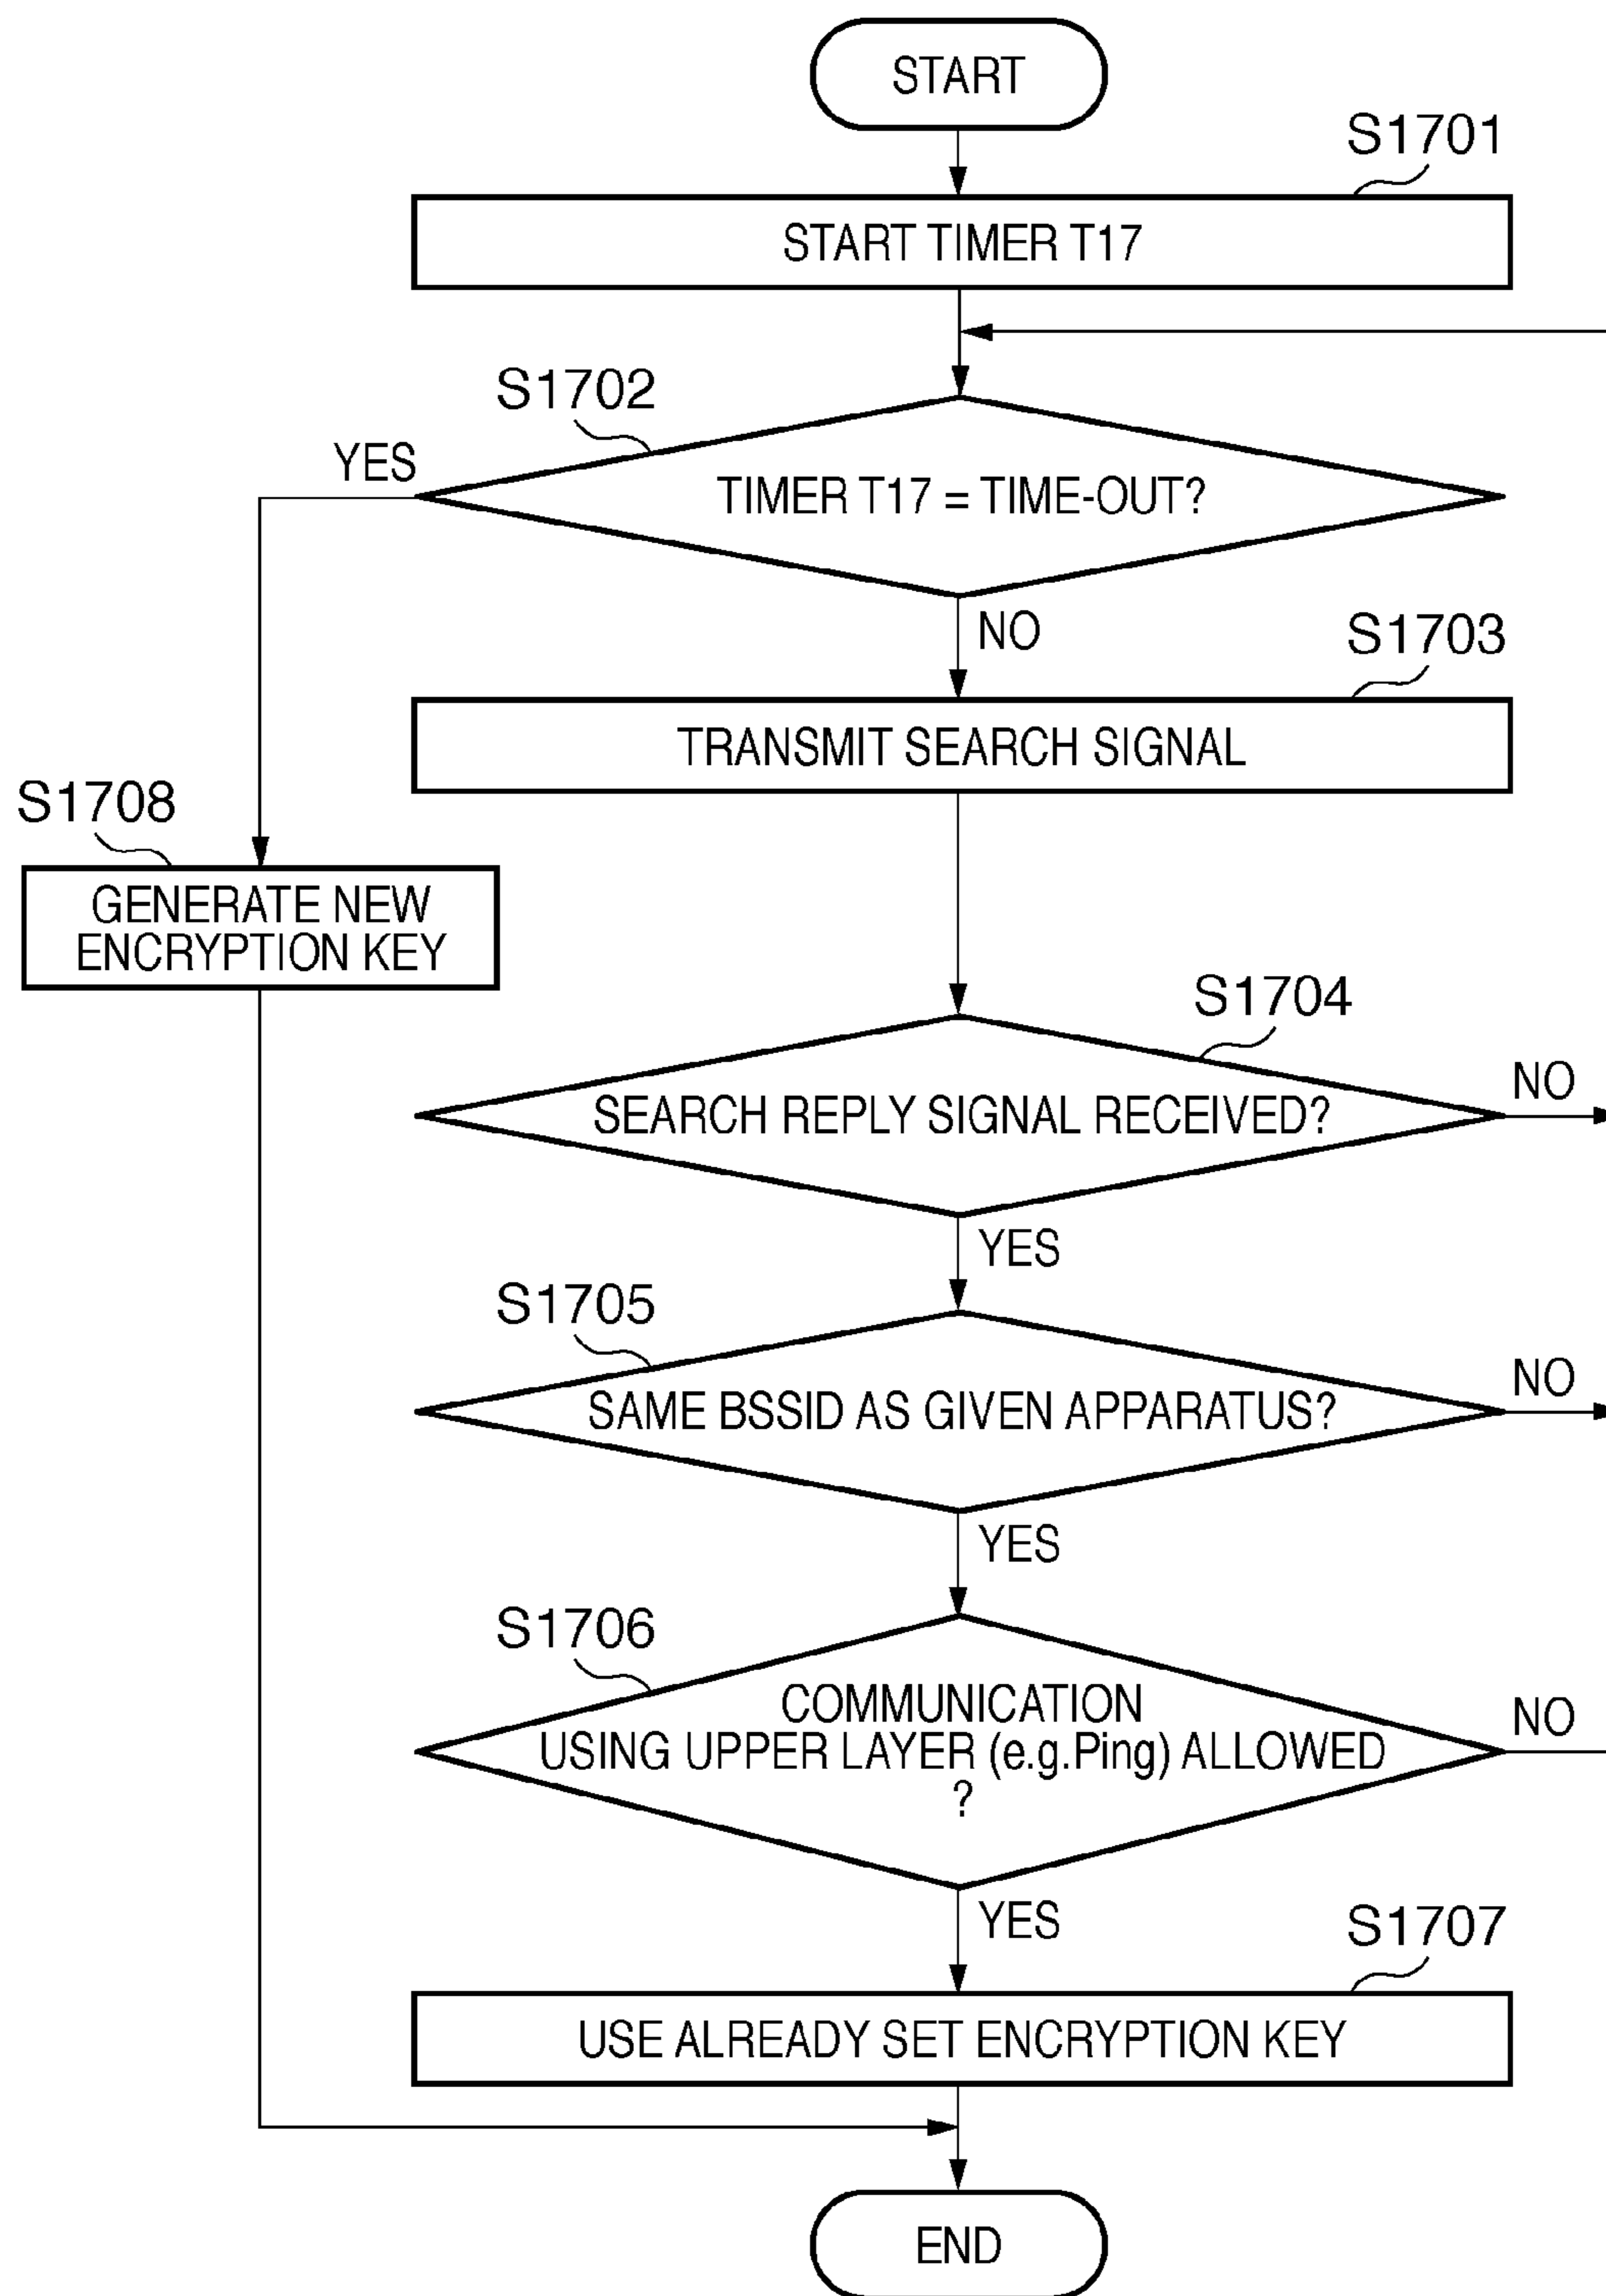 START
S1701
START TIMER T17
S1702
YES
TIMER T17 = TIME-OUT?
NO
S1703
TRANSMIT SEARCH SIGNAL
S1708
GENERATE NEW
ENCRYPTION KEY
S1704
NO
SEARCH REPLY SIGNAL RECEIVED?
YES
S1705
NO
SAME BSSID AS GIVEN APPARATUS?
YES
S1706
COMMUNICATION
NO
USING UPPER LAYER (e.g.Ping) ALLOWED
?
YES
S1707
USE ALREADY SET ENCRYPTION KEY
END